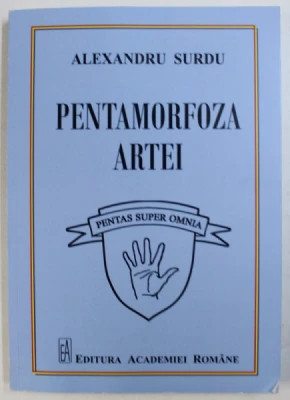 ALEXANDRU SURDU
PENTAMORFOZA
ARTEI
PENTAS SUPER OMNIA
EA
EDITURA ACADEMIEI ROMÂNE